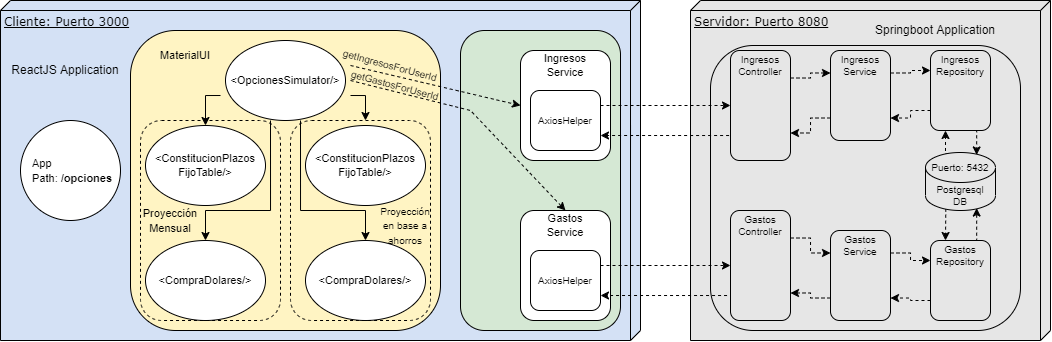 Cliente: Puerto 3000
ReactJS Application
App
Path: /opciones
MaterialUI
<OpcionesSimulator/>
getIngresosForUserId
getGastosForUserId
<ConstitucionPlazos
FijoTable/>
<ConstitucionPlazos
FijoTable/>
Proyección
Mensual
Proyección
en base a
ahorros
<CompraDolares/>
<CompraDolares/>
Ingresos
Service
AxiosHelper
Gastos
Service
AxiosHelper
Servidor: Puerto 8080
Springboot Application
Ingresos
Controller
Ingresos
Service
Ingresos
Repository
Puerto: 5432
Postgresql
DB
Gastos
Controller
Gastos
Service
Gastos
Repository